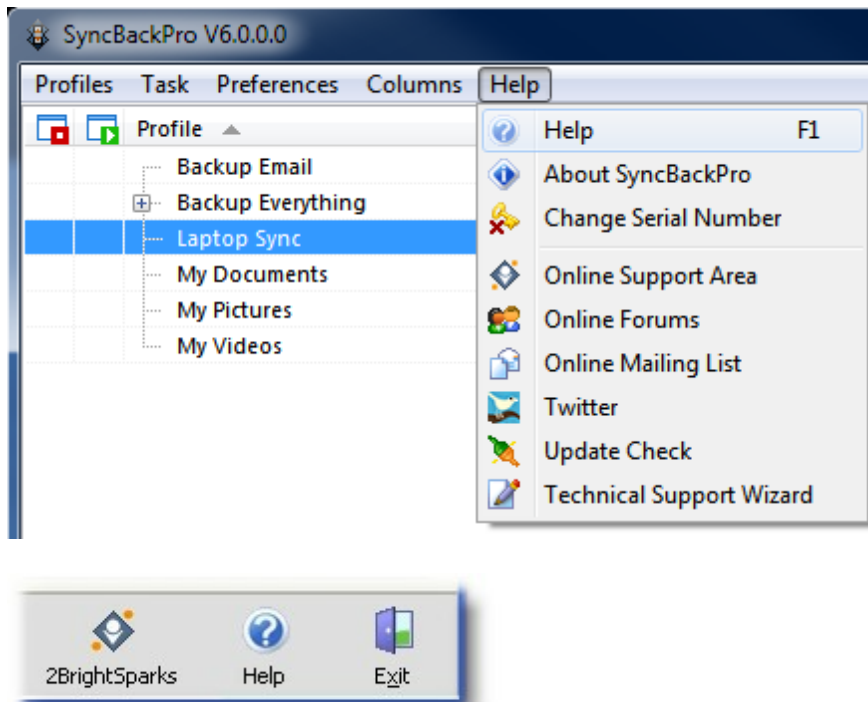 SyncBackPro V6.0.0.0
Profiles Task Preferences Columns Help
Profile
Backup Email
Backup Everything
Laptop Sync
My Documents
My Pictures
My Videos
Help F1
About SyncBackPro
Change Serial Number
Online Support Area
Online Forums
Online Mailing List
Twitter
Update Check
Technical Support Wizard
2BrightSparks Help Exit